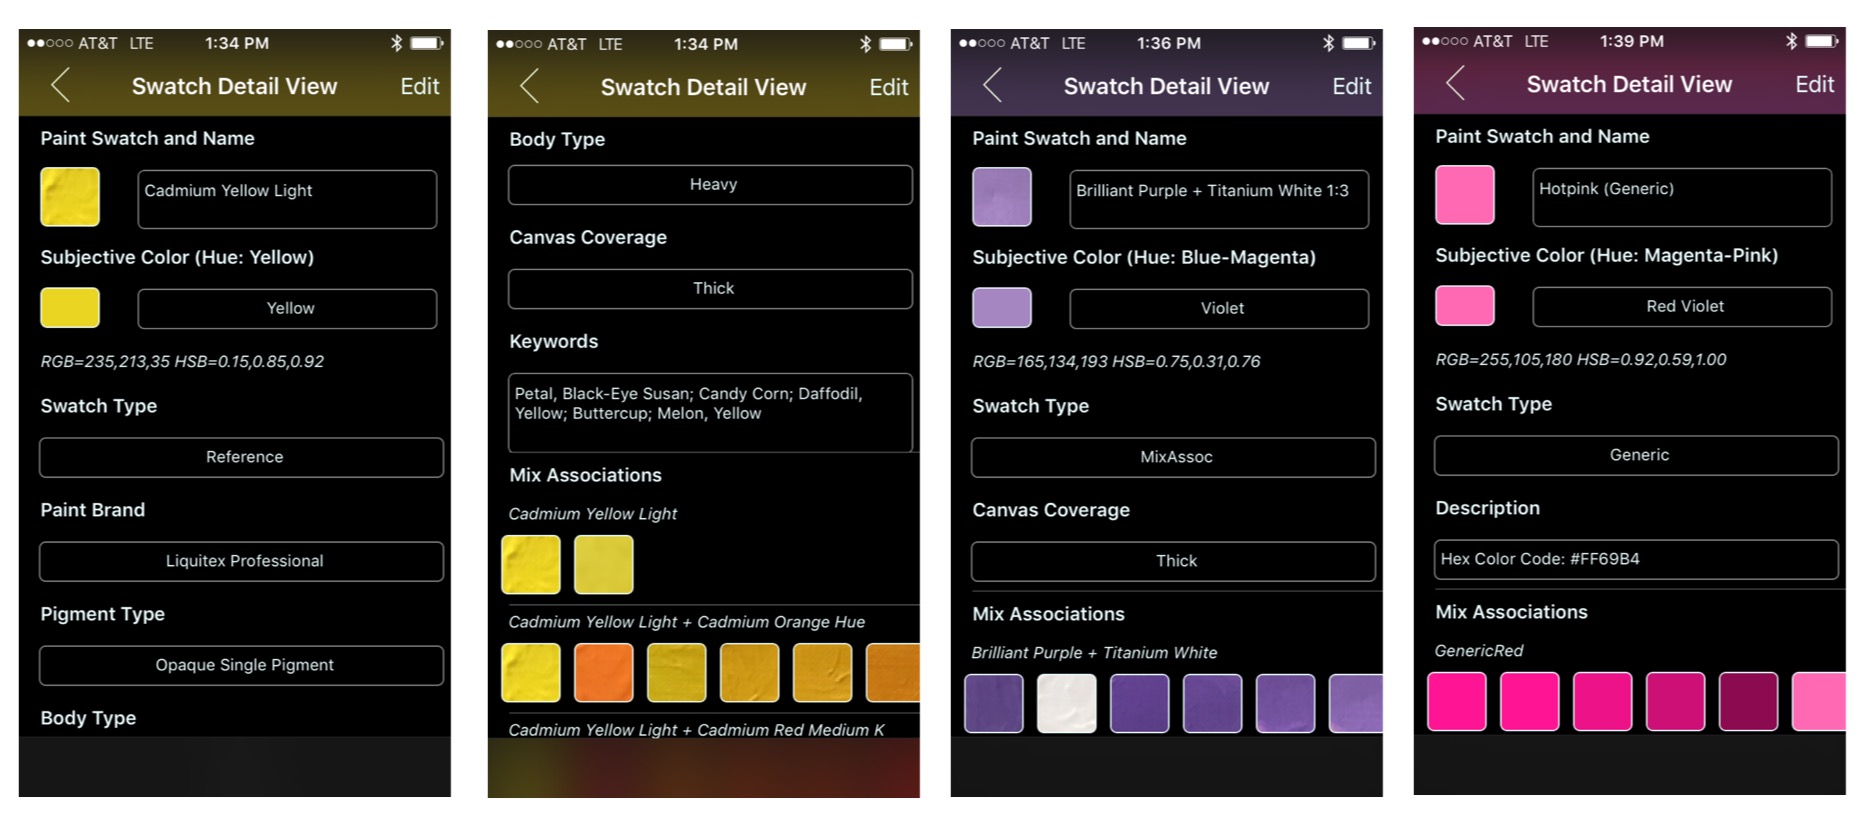 AT&T LTE 1:34 PM
Swatch Detail View Edit
Paint Swatch and Name
Cadmium Yellow Light
Subjective Color (Hue: Yellow)
Yellow
RGB=235,213,35 HSB=0.15,0.85,0.92
Swatch Type
Reference
Paint Brand
Liquitex Professional
Pigment Type
Opaque Single Pigment
Body Type
AT&T LTE 1:34 PM
Swatch Detail View Edit
Body Type
Heavy
Canvas Coverage
Thick
Keywords
Petal, Black-Eye Susan; Candy Corn; Daffodil,
Yellow; Buttercup; Melon, Yellow
Mix Associations
Cadmium Yellow Light
Cadmium Yellow Light + Cadmium Orange Hue
Cadmium Yellow Light + Cadmium Red Medium K
AT&T LTE 1:36 PM
Swatch Detail View Edit
Paint Swatch and Name
Brilliant Purple + Titanium White 1:3
Subjective Color (Hue: Blue-Magenta)
Violet
RGB=165,134,193 HSB=0.75,0.31,0.76
Swatch Type
MixAssoc
Canvas Coverage
Thick
Mix Associations
Brilliant Purple + Titanium White
AT&T LTE 1:39 PM
Swatch Detail View Edit
Paint Swatch and Name
Hotpink (Generic)
Subjective Color (Hue: Magenta-Pink)
Red Violet
RGB=255,105,180 HSB=0.92,0.59,1.00
Swatch Type
Generic
Description
Hex Color Code: #FF69B4
Mix Associations
GenericRed